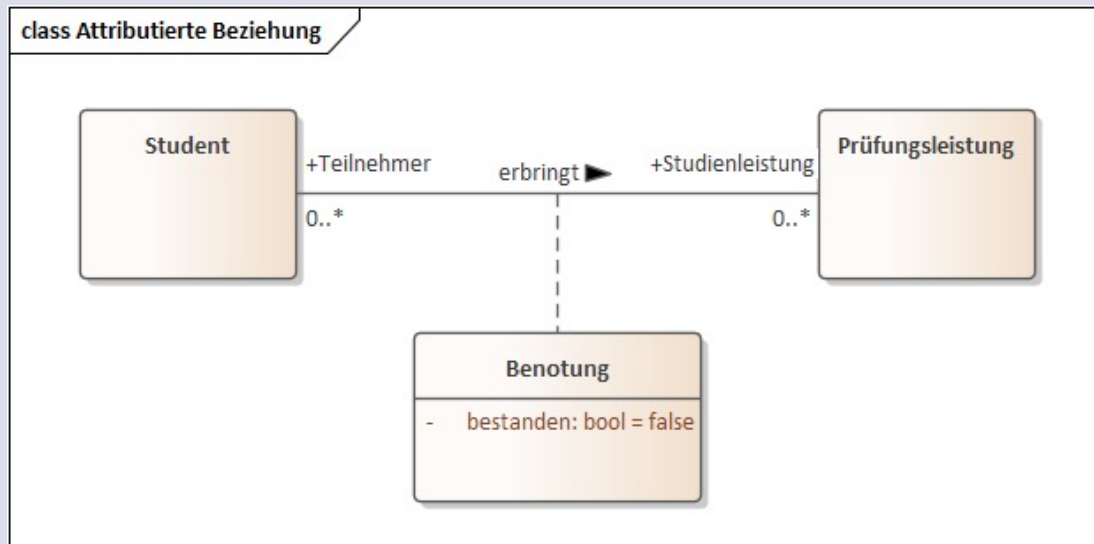 class Attributierte Beziehung
Student
+Teilnehmer
erbringt
+Studienleistung
Prüfungsleistung
0..*
0..*
Benotung
- bestanden: bool = false